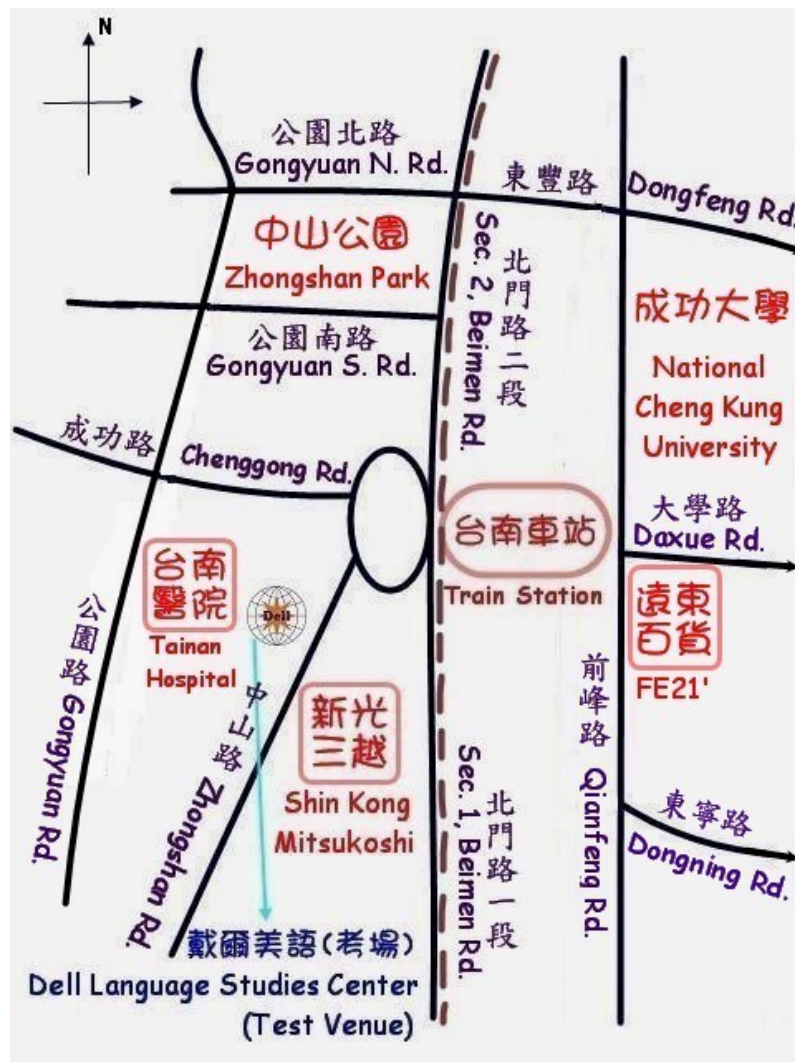 N
公園北路
Gongyuan N. Rd.
東豐路
Dongfeng Rd.
中山公園
Zhongshan Park
北門路二段
Sec. 2, Beimen Rd.
成功大學
National
Cheng Kung
University
公園南路
Gongyuan S. Rd.
成功路
Chenggong Rd.
台南車站
Train Station
大學路
Daxue Rd.
台南
醫院
Tainan
Hospital
Dell
遠東
百貨
FE21'
公園路 Gongyuan Rd.
中山路 Zhongshan Rd.
新光
三越
Shin Kong
Mitsukoshi
北門路一段
Sec. 1, Beimen Rd.
前峰路 Qianfeng Rd.
東寧路
Dongning Rd.
戴爾美語(考場)
Dell Language Studies Center
(Test Venue)